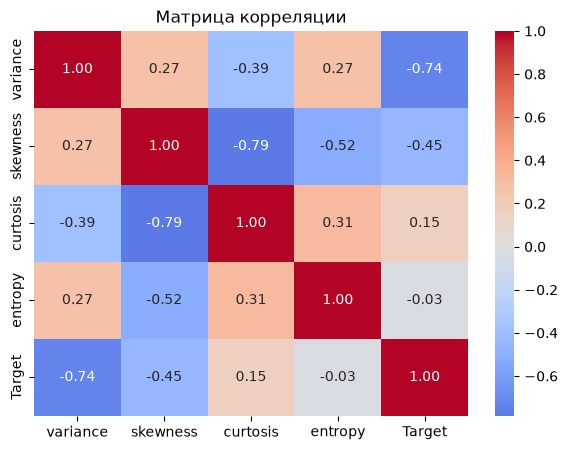 Матрица корреляции
variance 1.00 0.27 -0.39 0.27 -0.74
skewness 0.27 1.00 -0.79 -0.52 -0.45
curtosis -0.39 -0.79 1.00 0.31 0.15
entropy 0.27 -0.52 0.31 1.00 -0.03
Target -0.74 -0.45 0.15 -0.03 1.00
variance skewness curtosis entropy Target
1.0
0.8
0.6
0.4
0.2
0.0
−0.2
−0.4
−0.6